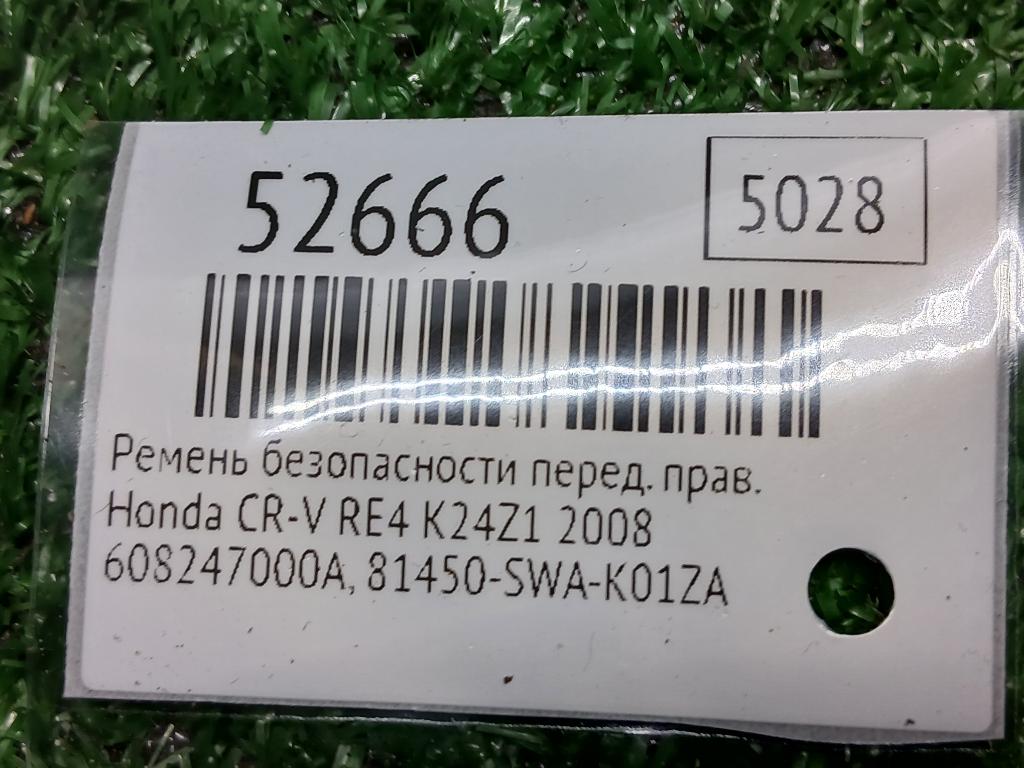 52666
5028
Ремень безопасности перед. прав.
Honda CR-V RE4 K24Z1 2008
608247000A, 81450-SWA-K01ZA